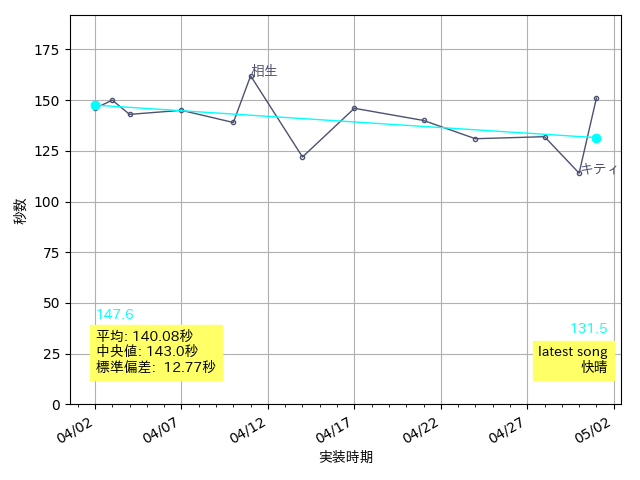 175
150
125
100
75
50
25
0
秒数
相生
キティ
147.6
平均: 140.08秒
中央値: 143.0秒
標準偏差: 12.77秒
131.5
latest song
快晴
04/02
04/07
04/12
04/17
04/22
04/27
05/02
実装時期